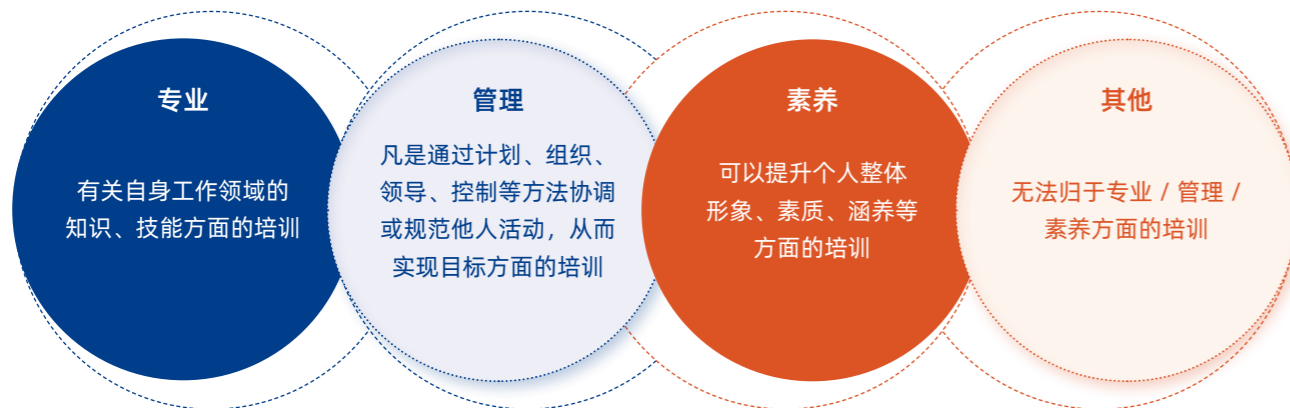 专业
有关自身工作领域的
知识、技能方面的培训
管理
凡是通过计划、组织、
领导、控制等方法协调
或规范他人活动，从而
实现目标方面的培训
素养
可以提升个人整体
形象、素质、涵养等
方面的培训
其他
无法归于专业 / 管理 /
素养方面的培训